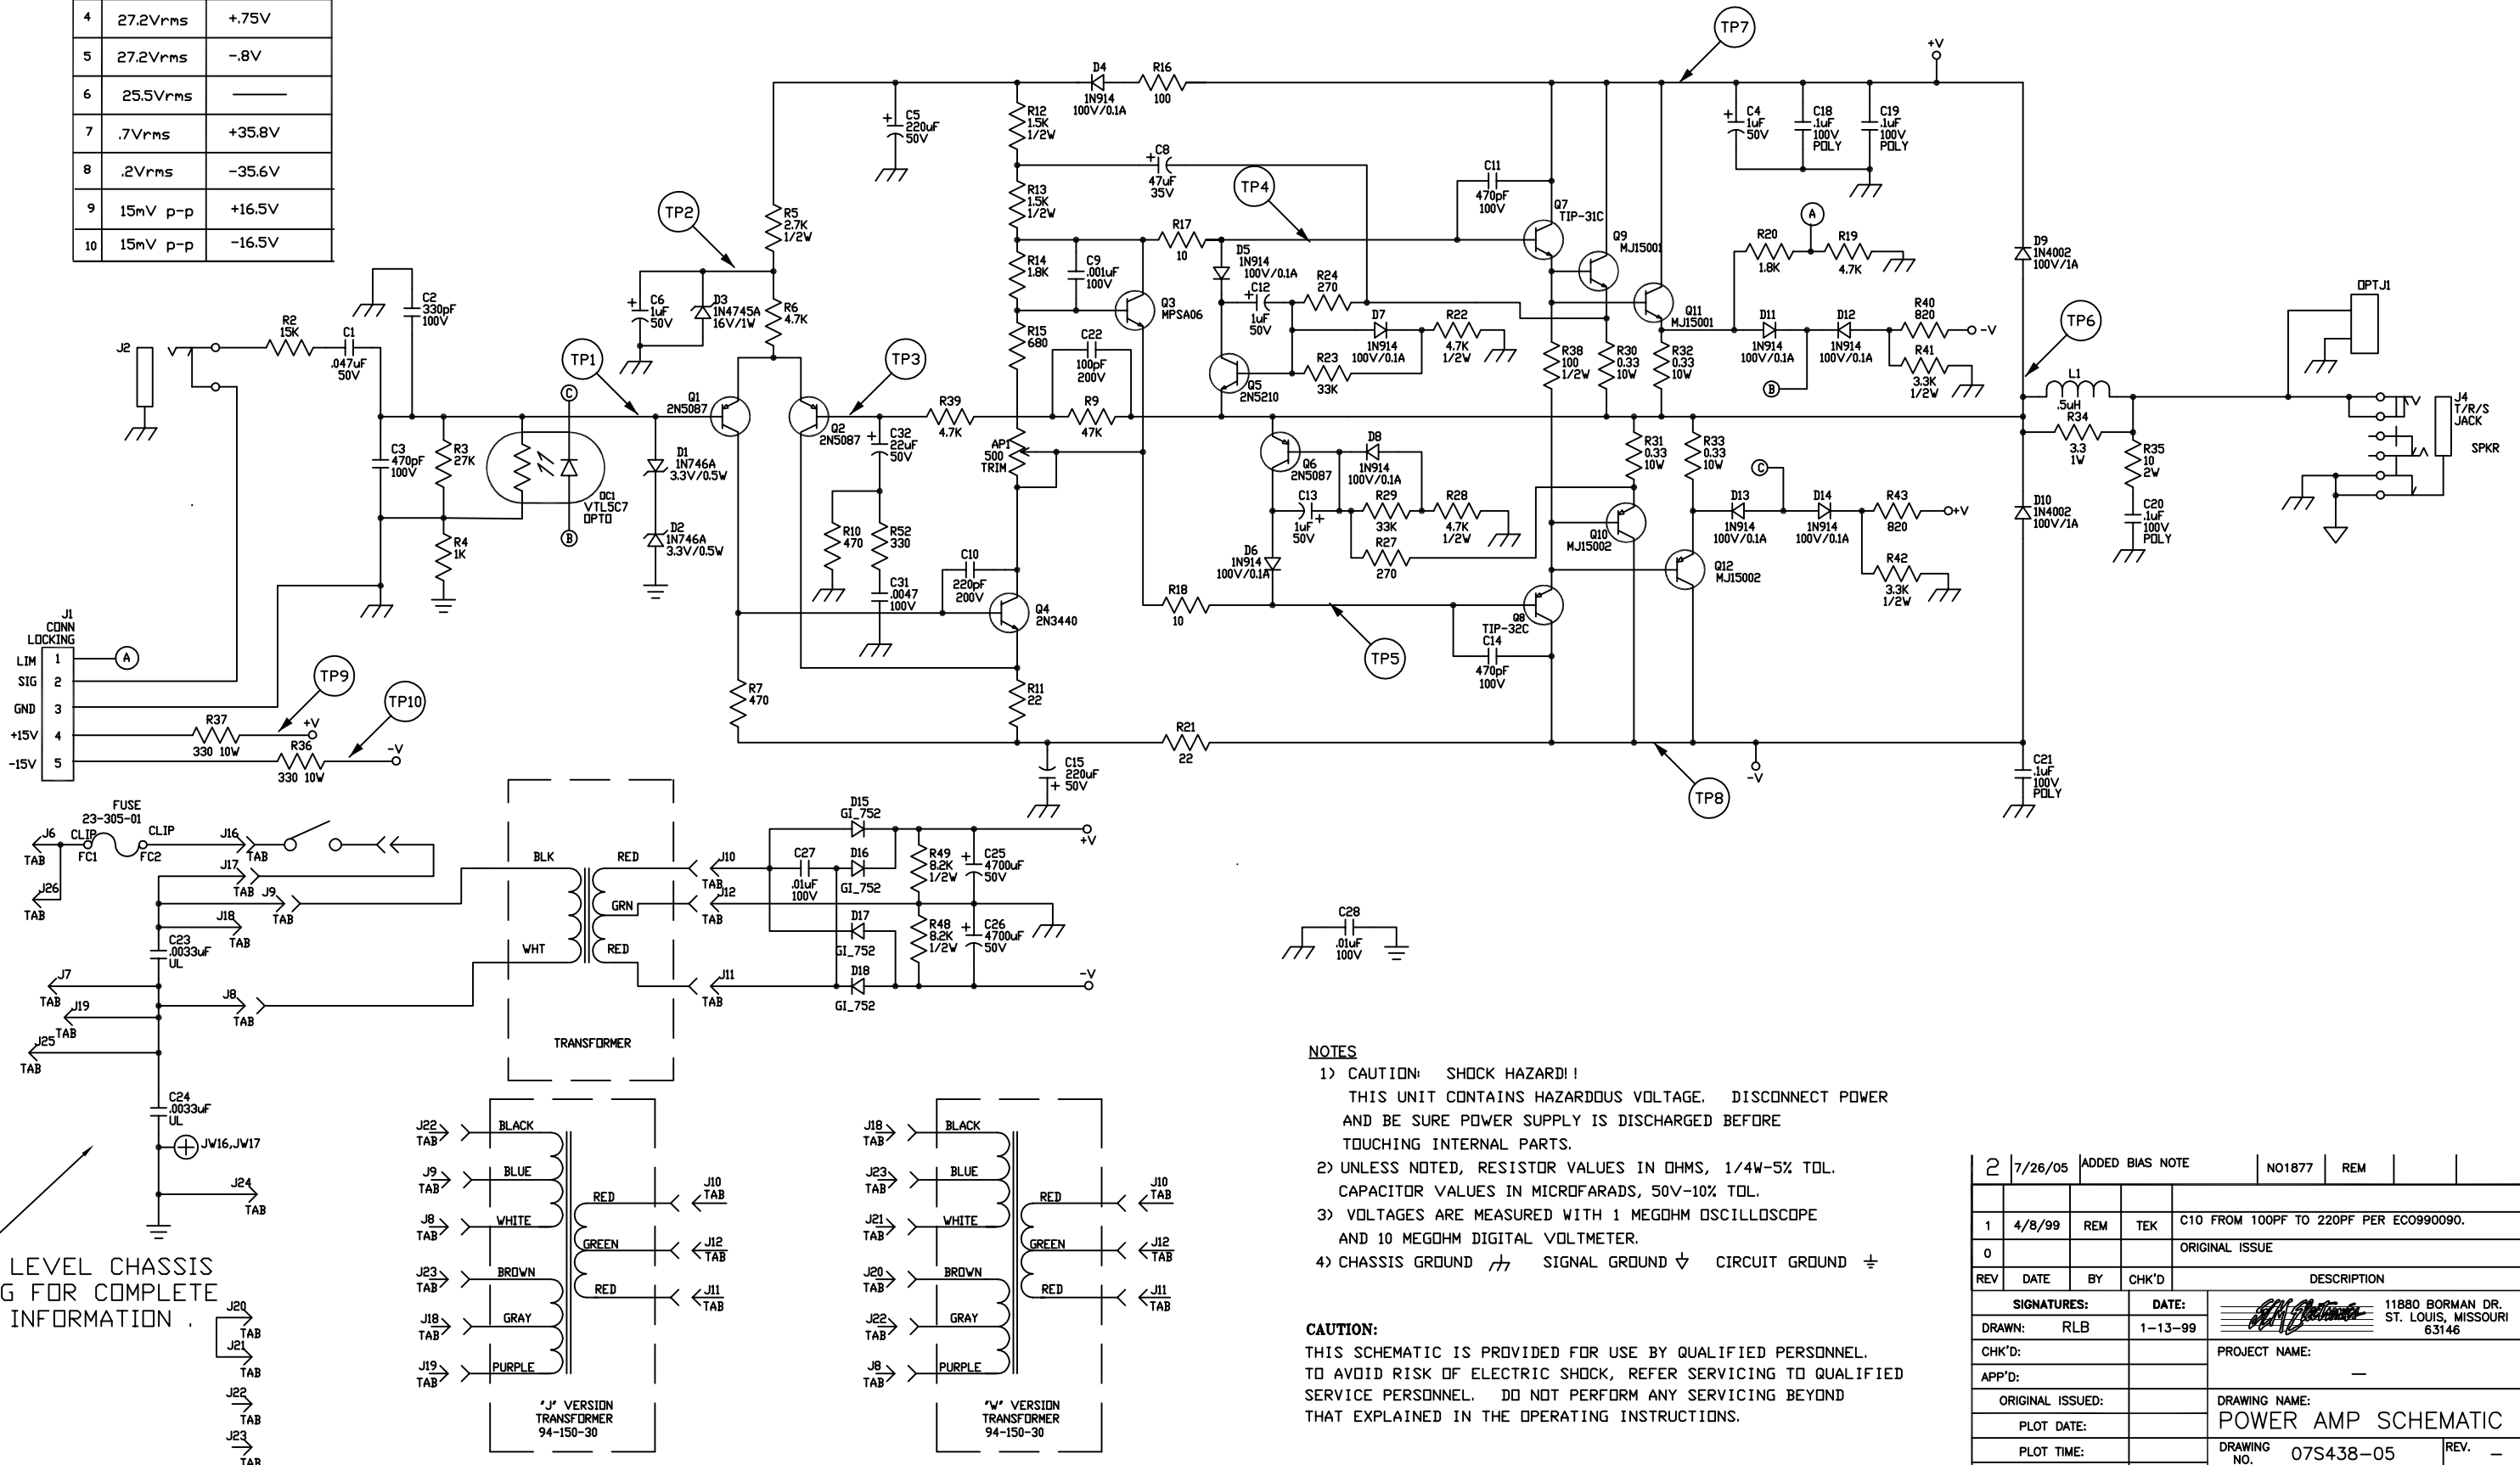 4 27.2Vrms +.75V
5 27.2Vrms -.8V
6 25.5Vrms
7 .7Vrms +35.8V
8 .2Vrms -35.6V
9 15mV p-p +16.5V
10 15mV p-p -16.5V
TP7
+V
D4
1N914
100V/0.1A
R16
100
C5
220uF
50V
+
R12
1.5K
1/2W
C8
47uF
35V
+
R13
1.5K
1/2W
TP4
C11
470pF
100V
C4
1uF
50V
+
C18
.1uF
100V
POLY
C19
.1uF
100V
POLY
TP2
R5
2.7K
1/2W
R17
10
Q7
TIP-31C
Q9
MJ15001
A
R20
1.8K
R19
4.7K
D9
1N4002
100V/1A
R14
1.8K
C9
.001uF
100V
D5
1N914
100V/0.1A
R24
270
C12
1uF
50V
+
C2
330pF
100V
C6
1uF
50V
+
D3
1N4745A
16V/1W
R6
4.7K
Q3
MPSA06
Q11
MJ15001
R40
820
-V
TP6
OPTJ1
J2
R2
15K
C1
.047uF
50V
TP1
TP3
R15
680
C22
100pF
200V
D7
1N914
100V/0.1A
R22
4.7K
1/2W
R23
33K
R38
100
1/2W
R30
0.33
10W
R32
0.33
10W
D11
1N914
100V/0.1A
D12
1N914
100V/0.1A
R41
3.3K
1/2W
B
C
Q1
2N5087
Q2
2N5087
R39
4.7K
R9
47K
Q5
2N5210
L1
.5uH
J4
T/R/S
JACK
SPKR
C3
470pF
100V
R3
27K
OC1
VTL5C7
OPTO
B
D1
1N746A
3.3V/0.5W
C32
22uF
50V
+
AP1
500
TRIM
Q6
2N5087
D8
1N914
100V/0.1A
R31
0.33
10W
R33
0.33
10W
C
R34
3.3
1W
R35
10
2W
R4
1K
D2
1N746A
3.3V/0.5W
R10
470
R52
330
C10
220pF
200V
C13
1uF
50V
+
R29
33K
R28
4.7K
1/2W
R27
270
Q10
MJ15002
D13
1N914
100V/0.1A
D14
1N914
100V/0.1A
R43
820
+V
D10
1N4002
100V/1A
C20
.1uF
100V
POLY
D6
1N914
100V/0.1A
Q12
MJ15002
R42
3.3K
1/2W
C31
.0047
100V
Q4
2N3440
R18
10
Q8
TIP-32C
C14
470pF
100V
TP5
J1
CONN
LOCKING
LIM 1 A
SIG 2
GND 3
+15V 4
-15V 5
TP9
TP10
R37
330 10W
+V
R36
330 10W
-V
R7
470
R11
22
R21
22
C15
220uF
+ 50V
-V
TP8
C21
.1uF
100V
POLY
FUSE
23-305-01
J6
TAB
CLIP
FC1
CLIP
FC2
J16
TAB
J17
TAB
J26
TAB
J9
TAB
J18
TAB
C23
.0033uF
UL
J7
TAB
J19
TAB
J8
TAB
J25
TAB
C24
.0033uF
UL
JW16,JW17
J24
TAB
BLK
WHT
RED
GRN
RED
TRANSFORMER
J10
TAB
J12
TAB
J11
TAB
D15
GI_752
C27
.01uF
100V
D16
GI_752
D17
GI_752
D18
GI_752
R49
8.2K
1/2W
C25
4700uF
50V
+
R48
8.2K
1/2W
C26
4700uF
50V
+
+V
-V
C28
.01uF
100V
LEVEL CHASSIS
G FOR COMPLETE
INFORMATION .
J20
TAB
J21
TAB
J22
TAB
J23
TAB
J22
TAB
BLACK
J9
TAB
BLUE
J8
TAB
WHITE
J23
TAB
BROWN
J18
TAB
GRAY
J19
TAB
PURPLE
RED
GREEN
RED
J10
TAB
J12
TAB
J11
TAB
"J" VERSION
TRANSFORMER
94-150-30
J18
TAB
BLACK
J23
TAB
BLUE
J21
TAB
WHITE
J20
TAB
BROWN
J22
TAB
GRAY
J8
TAB
PURPLE
RED
GREEN
RED
J10
TAB
J12
TAB
J11
TAB
"W" VERSION
TRANSFORMER
94-150-30
NOTES
1) CAUTION: SHOCK HAZARD!!
THIS UNIT CONTAINS HAZARDOUS VOLTAGE. DISCONNECT POWER
AND BE SURE POWER SUPPLY IS DISCHARGED BEFORE
TOUCHING INTERNAL PARTS.
2) UNLESS NOTED, RESISTOR VALUES IN OHMS, 1/4W-5% TOL.
CAPACITOR VALUES IN MICROFARADS, 50V-10% TOL.
3) VOLTAGES ARE MEASURED WITH 1 MEGOHM OSCILLOSCOPE
AND 10 MEGOHM DIGITAL VOLTMETER.
4) CHASSIS GROUND SIGNAL GROUND CIRCUIT GROUND
CAUTION:
THIS SCHEMATIC IS PROVIDED FOR USE BY QUALIFIED PERSONNEL.
TO AVOID RISK OF ELECTRIC SHOCK, REFER SERVICING TO QUALIFIED
SERVICE PERSONNEL. DO NOT PERFORM ANY SERVICING BEYOND
THAT EXPLAINED IN THE OPERATING INSTRUCTIONS.
2 7/26/05 ADDED BIAS NOTE NO1877 REM
1 4/8/99 REM TEK C10 FROM 100PF TO 220PF PER ECO990090.
0 ORIGINAL ISSUE
REV DATE BY CHK'D DESCRIPTION
SIGNATURES: DATE:
11880 BORMAN DR.
ST. LOUIS, MISSOURI
63146
DRAWN: RLB 1-13-99
CHK'D: PROJECT NAME:
APP'D: —
ORIGINAL ISSUED: DRAWING NAME:
PLOT DATE: POWER AMP SCHEMATIC
PLOT TIME: DRAWING NO. 07S438-05 REV. —